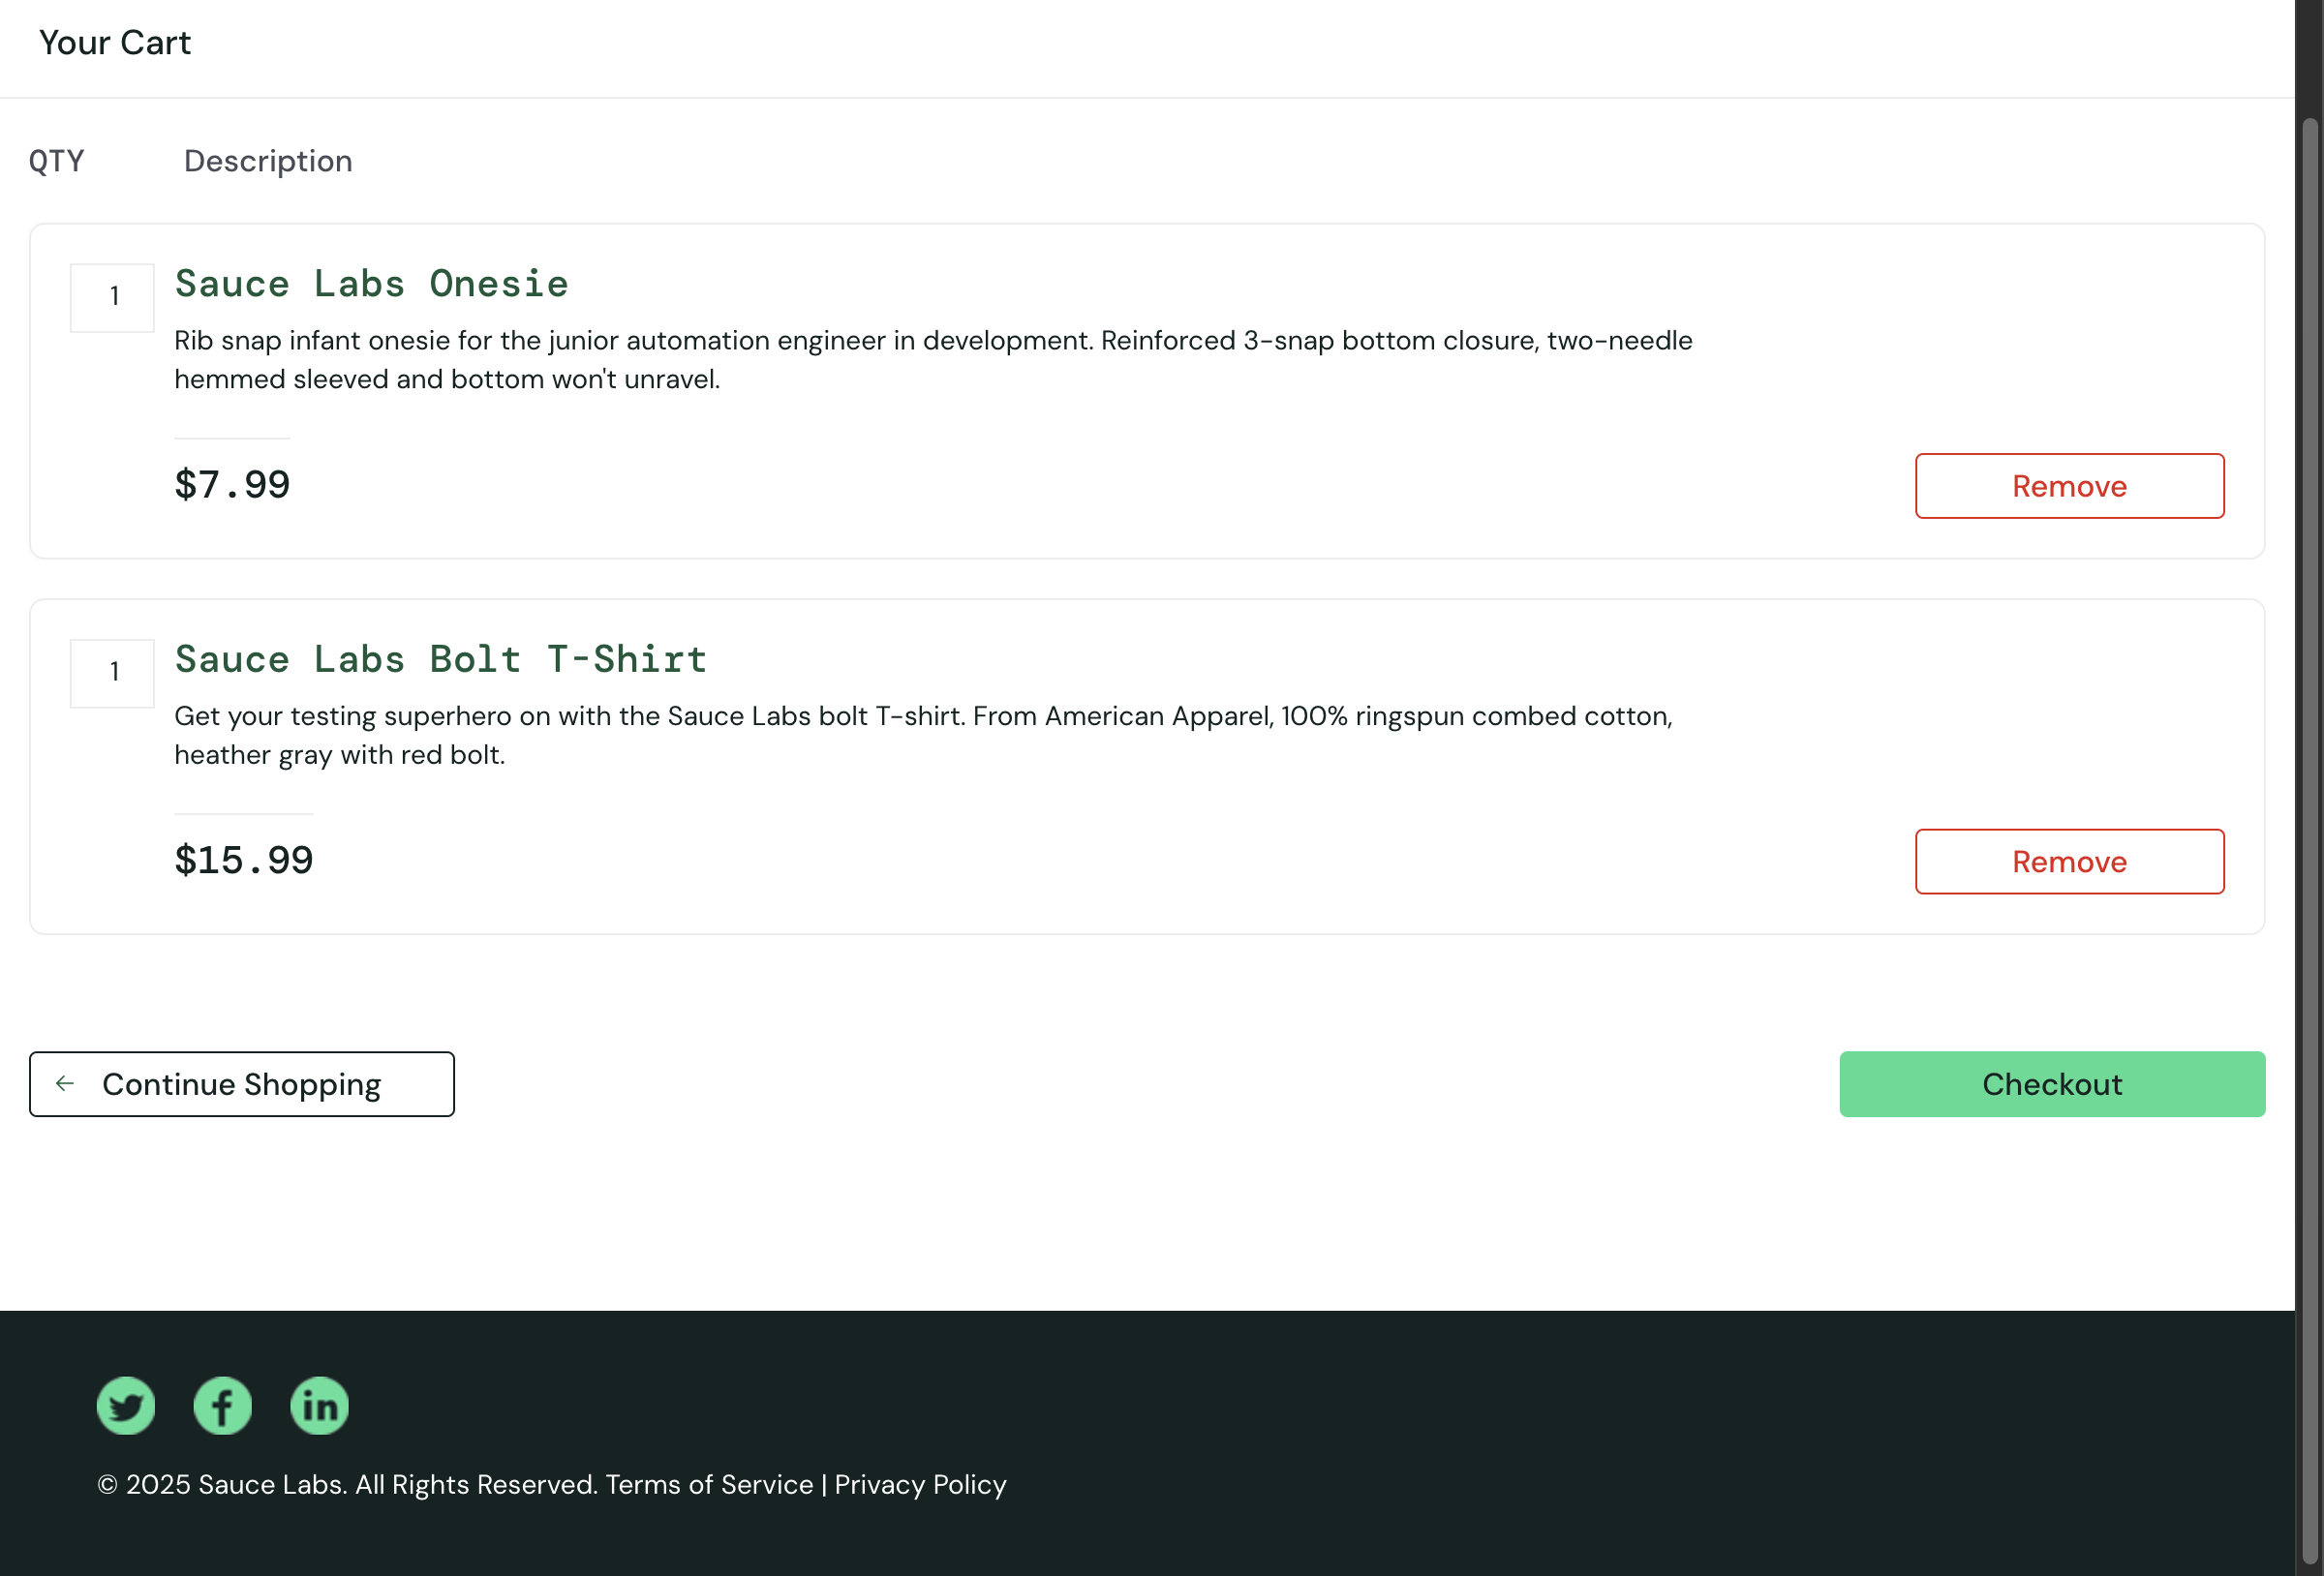 Your Cart
QTY Description
1 Sauce Labs Onesie
Rib snap infant onesie for the junior automation engineer in development. Reinforced 3-snap bottom closure, two-needle
hemmed sleeved and bottom won't unravel.
$7.99 Remove
1 Sauce Labs Bolt T-Shirt
Get your testing superhero on with the Sauce Labs bolt T-shirt. From American Apparel, 100% ringspun combed cotton,
heather gray with red bolt.
$15.99 Remove
Continue Shopping Checkout
© 2025 Sauce Labs. All Rights Reserved. Terms of Service | Privacy Policy